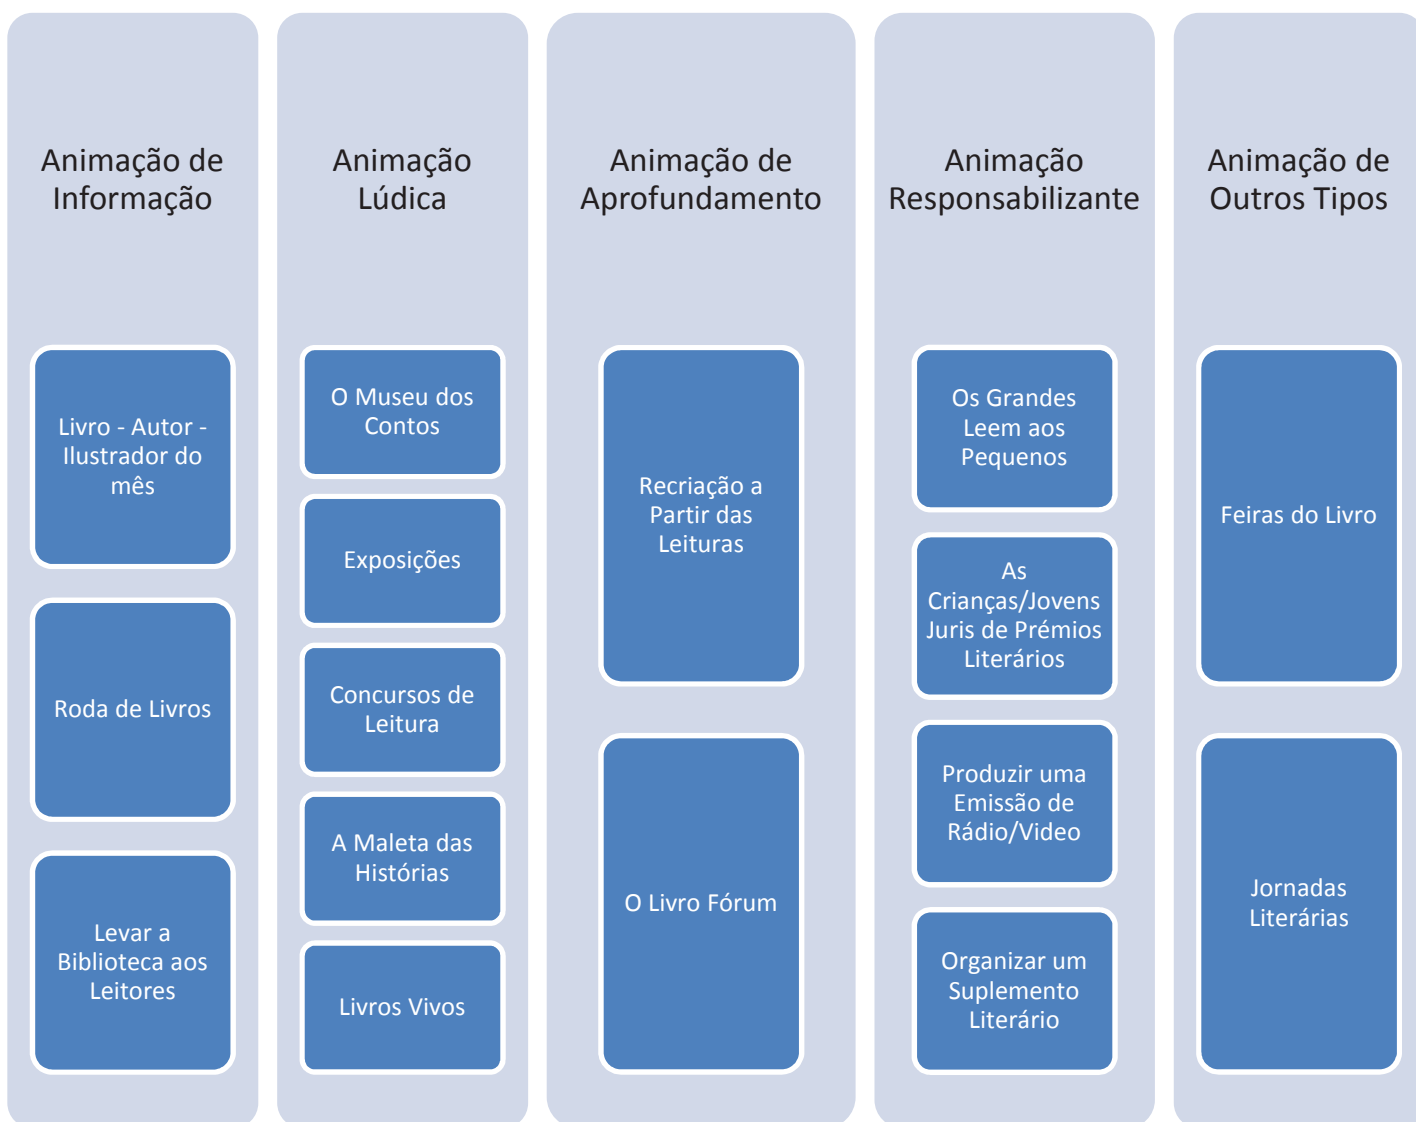 Animação de
Informação
Livro - Autor -
Ilustrador do
mês
Roda de Livros
Levar a
Biblioteca aos
Leitores
Animação
Lúdica
O Museu dos
Contos
Exposições
Concursos de
Leitura
A Maleta das
Histórias
Livros Vivos
Animação de
Aprofundamento
Recriação a
Partir das
Leituras
O Livro Fórum
Animação
Responsabilizante
Os Grandes
Leem aos
Pequenos
As
Crianças/Jovens
Juris de Prémios
Literários
Produzir uma
Emissão de
Rádio/Video
Organizar um
Suplemento
Literário
Animação de
Outros Tipos
Feiras do Livro
Jornadas
Literárias